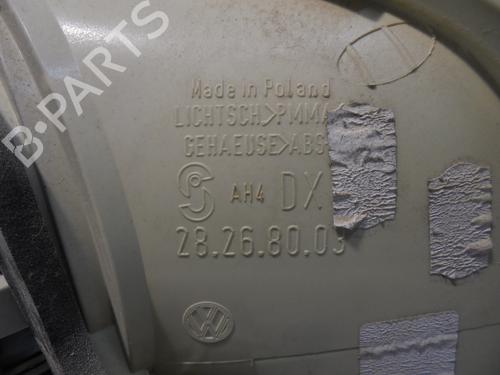 Made in Poland
LICHTSCH>PMMA
GEHAEUSE>ABS
AH4 DX
28.26.80.03
B-PARTS